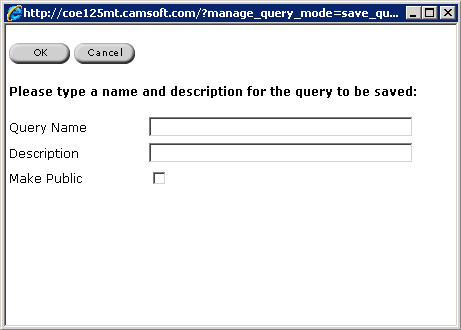 http://coe125mt.camsoft.com/?manage_query_mode=save_qu...
OK Cancel
Please type a name and description for the query to be saved:
Query Name
Description
Make Public